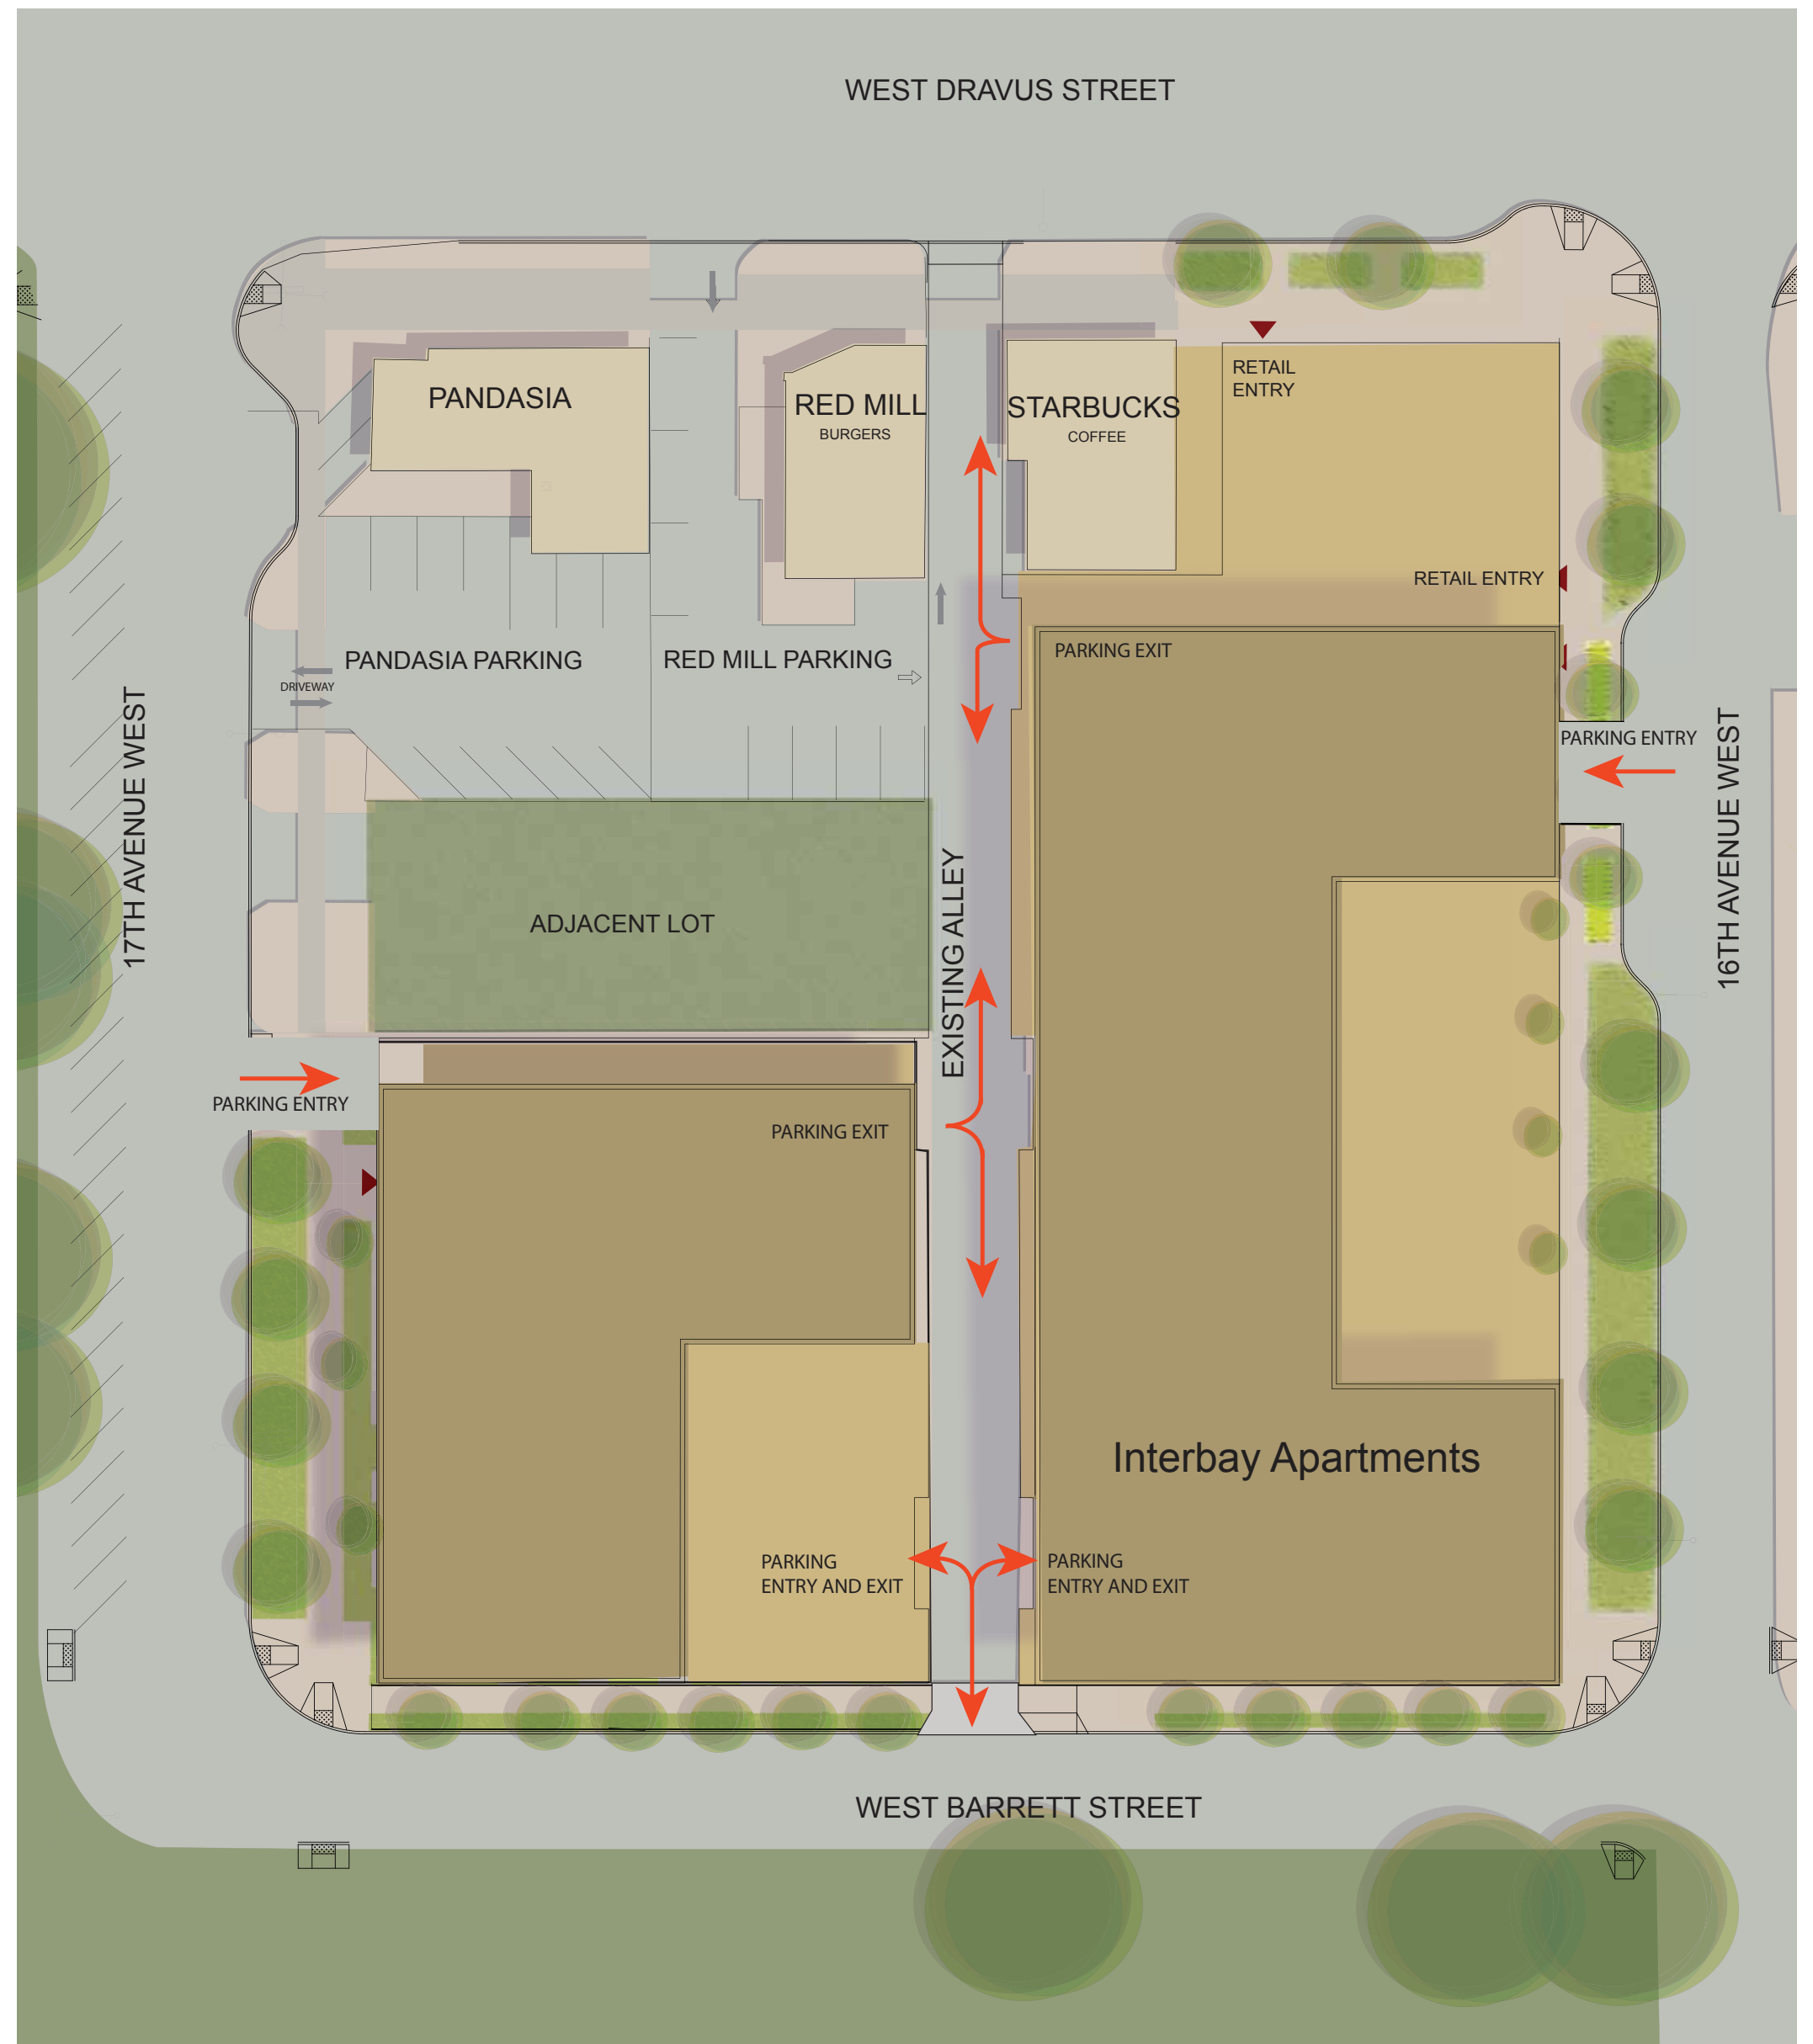 WEST DRAVUS STREET
RETAIL
ENTRY
PANDASIA
RED MILL
BURGERS
STARBUCKS
COFFEE
RETAIL ENTRY
PARKING EXIT
PANDASIA PARKING
RED MILL PARKING
DRIVEWAY
17TH AVENUE WEST
PARKING ENTRY
16TH AVENUE WEST
ADJACENT LOT
EXISTING ALLEY
PARKING ENTRY
PARKING EXIT
Interbay Apartments
PARKING
ENTRY AND EXIT
PARKING
ENTRY AND EXIT
WEST BARRETT STREET